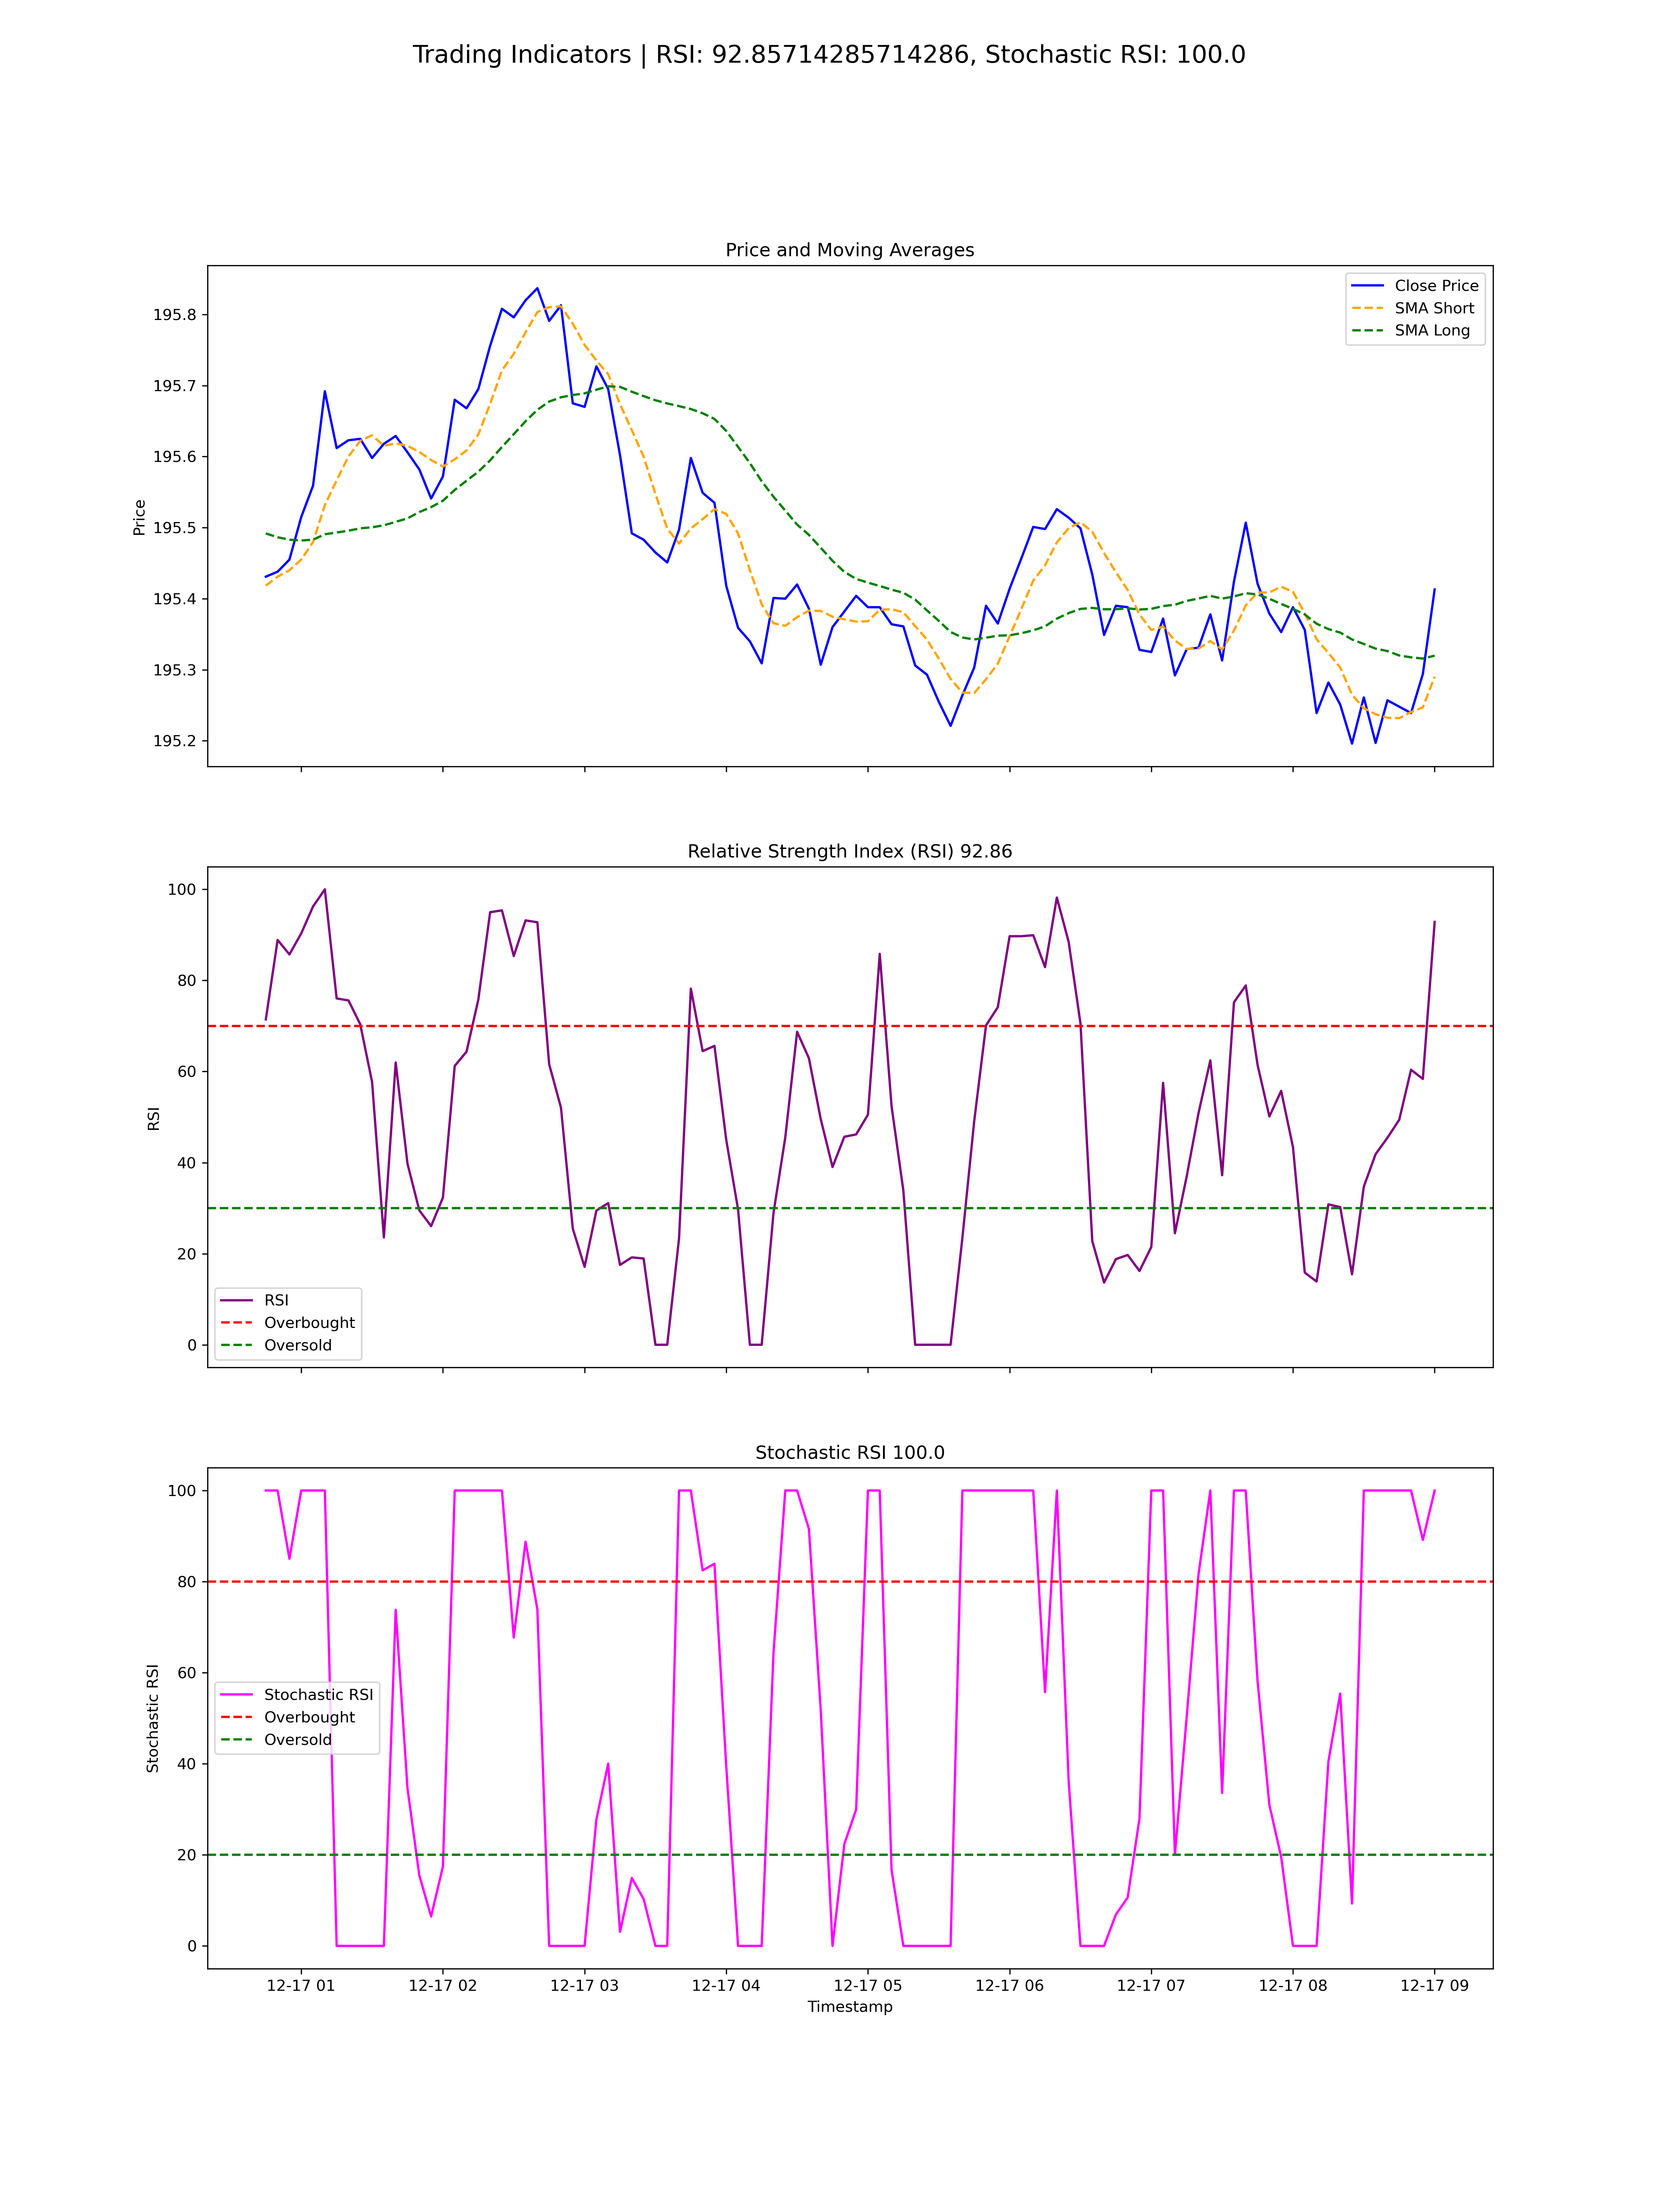 Trading Indicators | RSI: 92.85714285714286, Stochastic RSI: 100.0
Price and Moving Averages
Price
195.8
195.7
195.6
195.5
195.4
195.3
195.2
Close Price
SMA Short
SMA Long
Relative Strength Index (RSI) 92.86
RSI
100
80
60
40
20
0
RSI
Overbought
Oversold
Stochastic RSI 100.0
Stochastic RSI
100
80
60
40
20
0
Stochastic RSI
Overbought
Oversold
12-17 01 12-17 02 12-17 03 12-17 04 12-17 05 12-17 06 12-17 07 12-17 08 12-17 09
Timestamp